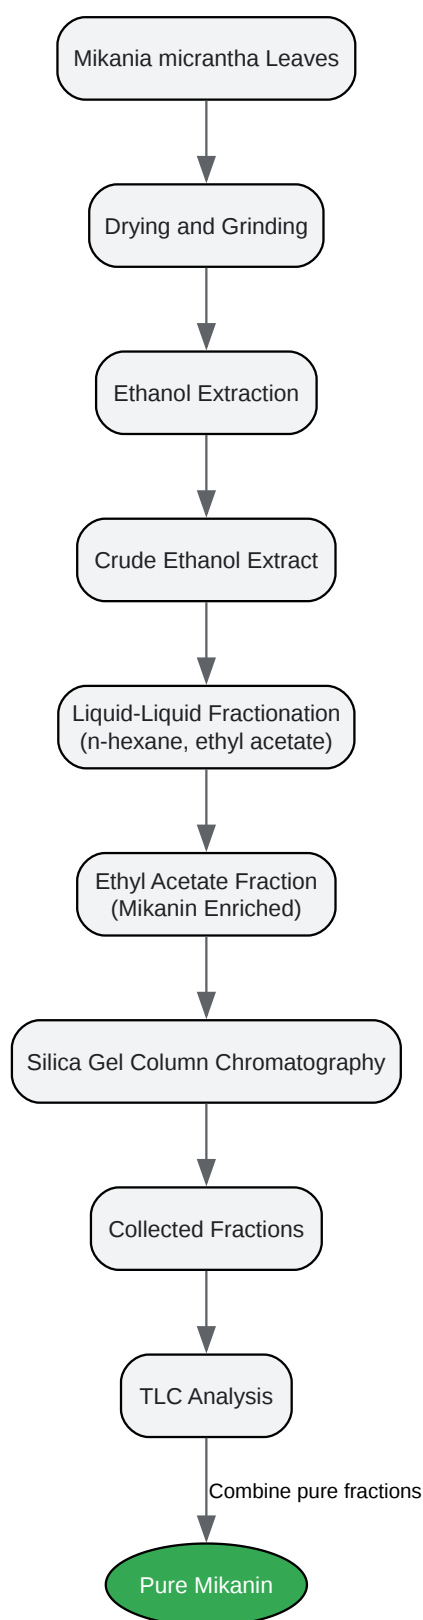 Mikania micrantha Leaves
Drying and Grinding
Ethanol Extraction
Crude Ethanol Extract
Liquid-Liquid Fractionation
(n-hexane, ethyl acetate)
Ethyl Acetate Fraction
(Mikanin Enriched)
Silica Gel Column Chromatography
Collected Fractions
TLC Analysis
Combine pure fractions
Pure Mikanin